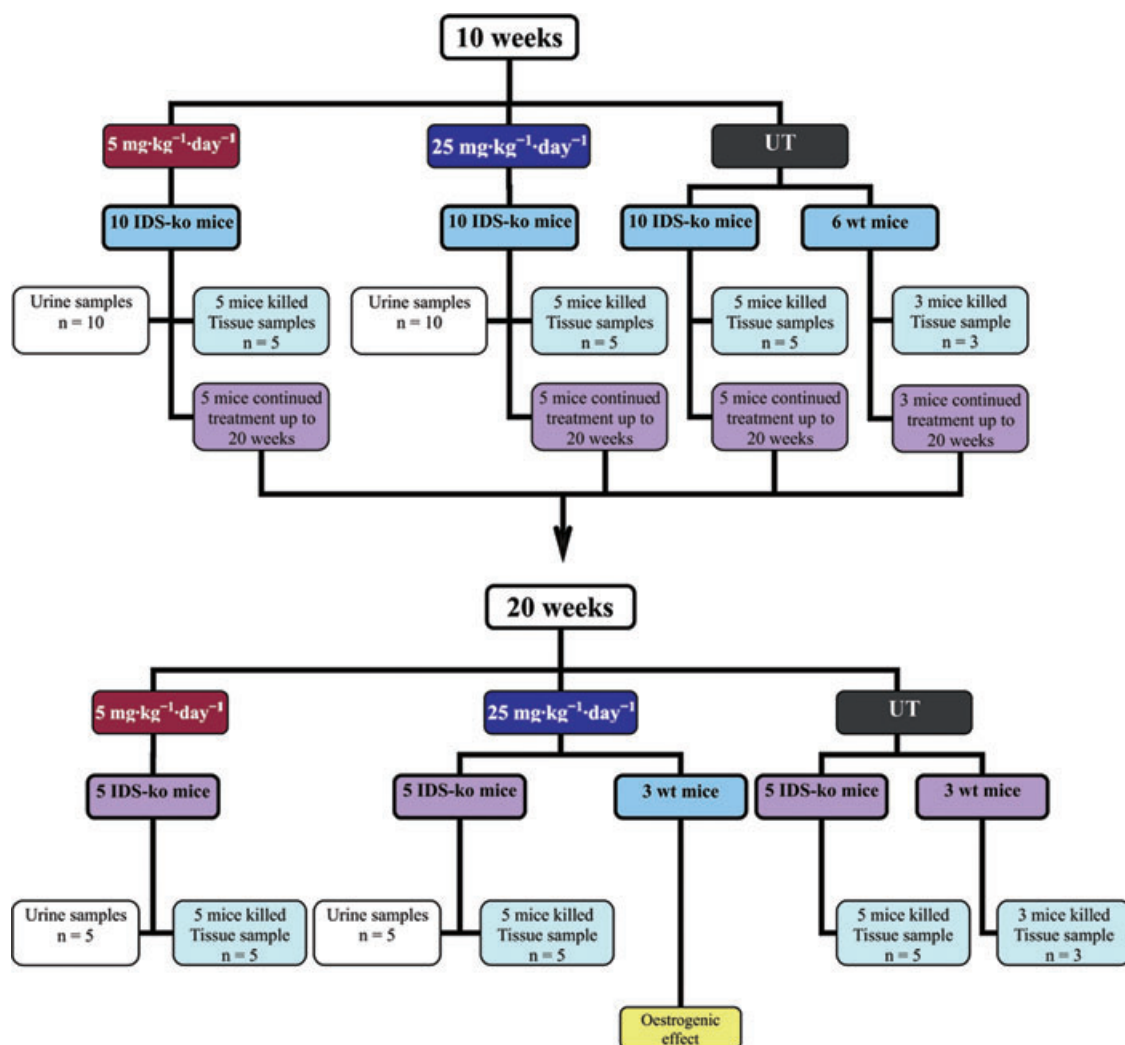 10 weeks
5 mg·kg⁻¹·day⁻¹
25 mg·kg⁻¹·day⁻¹
UT
10 IDS-ko mice
10 IDS-ko mice
10 IDS-ko mice
6 wt mice
Urine samples
n = 10
5 mice killed
Tissue samples
n = 5
Urine samples
n = 10
5 mice killed
Tissue samples
n = 5
5 mice killed
Tissue samples
n = 5
3 mice killed
Tissue sample
n = 3
5 mice continued
treatment up to
20 weeks
5 mice continued
treatment up to
20 weeks
5 mice continued
treatment up to
20 weeks
3 mice continued
treatment up to
20 weeks
20 weeks
5 mg·kg⁻¹·day⁻¹
25 mg·kg⁻¹·day⁻¹
UT
5 IDS-ko mice
5 IDS-ko mice
3 wt mice
5 IDS-ko mice
3 wt mice
Urine samples
n = 5
5 mice killed
Tissue sample
n = 5
Urine samples
n = 5
5 mice killed
Tissue sample
n = 5
5 mice killed
Tissue sample
n = 5
3 mice killed
Tissue sample
n = 3
Oestrogenic
effect